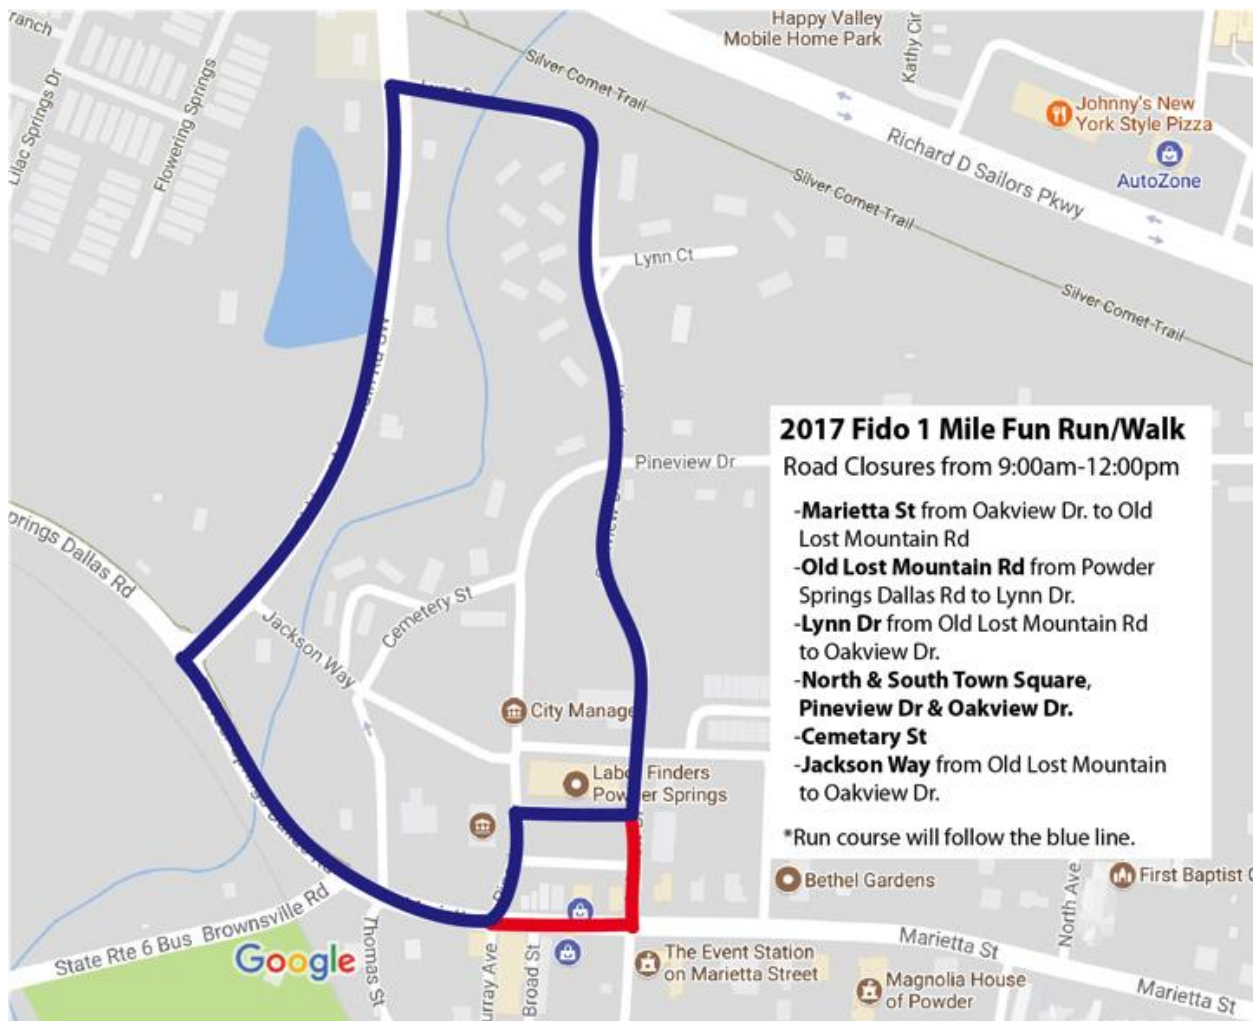 ranch
Lilac Springs Dr
Flowering Springs
Happy Valley
Mobile Home Park
Kathy Cir
Silver Comet Trail
Johnny's New
York Style Pizza
AutoZone
Richard D Sailors Pkwy
Silver Comet Trail
Lynn Ct
Silver Comet Trail
Pineview Dr
2017 Fido 1 Mile Fun Run/Walk
Road Closures from 9:00am-12:00pm
-Marietta St from Oakview Dr. to Old
Lost Mountain Rd
-Old Lost Mountain Rd from Powder
Springs Dallas Rd to Lynn Dr.
-Lynn Dr from Old Lost Mountain Rd
to Oakview Dr.
-North & South Town Square,
Pineview Dr & Oakview Dr.
-Cemetary St
-Jackson Way from Old Lost Mountain
to Oakview Dr.
*Run course will follow the blue line.
prings Dallas Rd
Cemetery St
Jackson Way
City Manage
Labor Finders
Powder Springs
Bethel Gardens
First Baptist C
North Ave
State Rte 6 Bus Brownsville Rd
Google
Thomas St
urray Ave
Broad St
The Event Station
on Marietta Street
Marietta St
Magnolia House
of Powder
Marietta St